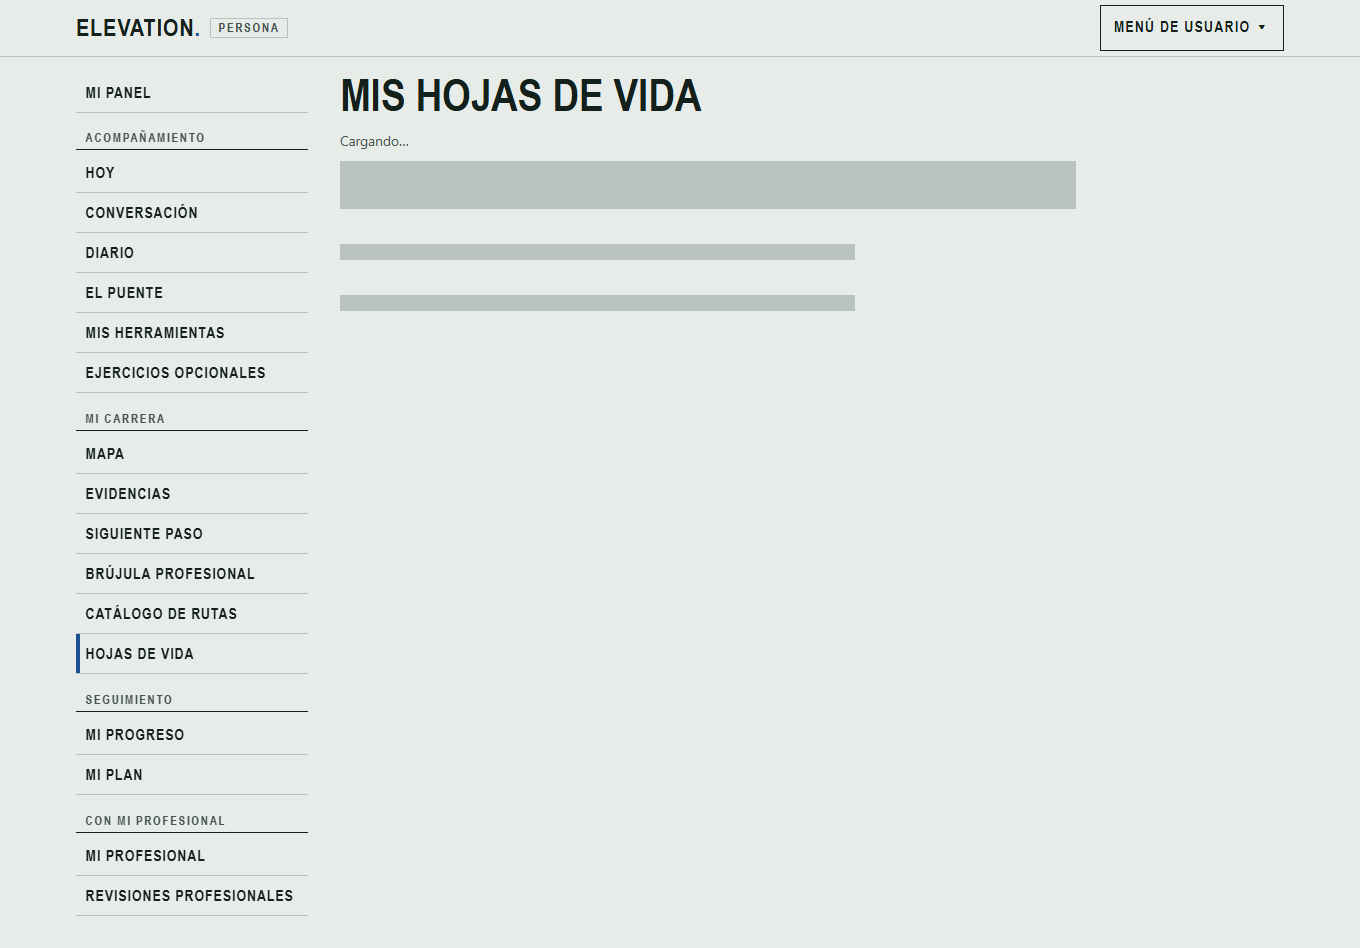 ELEVATION. PERSONA
MENÚ DE USUARIO
MI PANEL
ACOMPAÑAMIENTO
HOY
CONVERSACIÓN
DIARIO
EL PUENTE
MIS HERRAMIENTAS
EJERCICIOS OPCIONALES
MI CARRERA
MAPA
EVIDENCIAS
SIGUIENTE PASO
BRÚJULA PROFESIONAL
CATÁLOGO DE RUTAS
HOJAS DE VIDA
SEGUIMIENTO
MI PROGRESO
MI PLAN
CON MI PROFESIONAL
MI PROFESIONAL
REVISIONES PROFESIONALES
MIS HOJAS DE VIDA
Cargando...